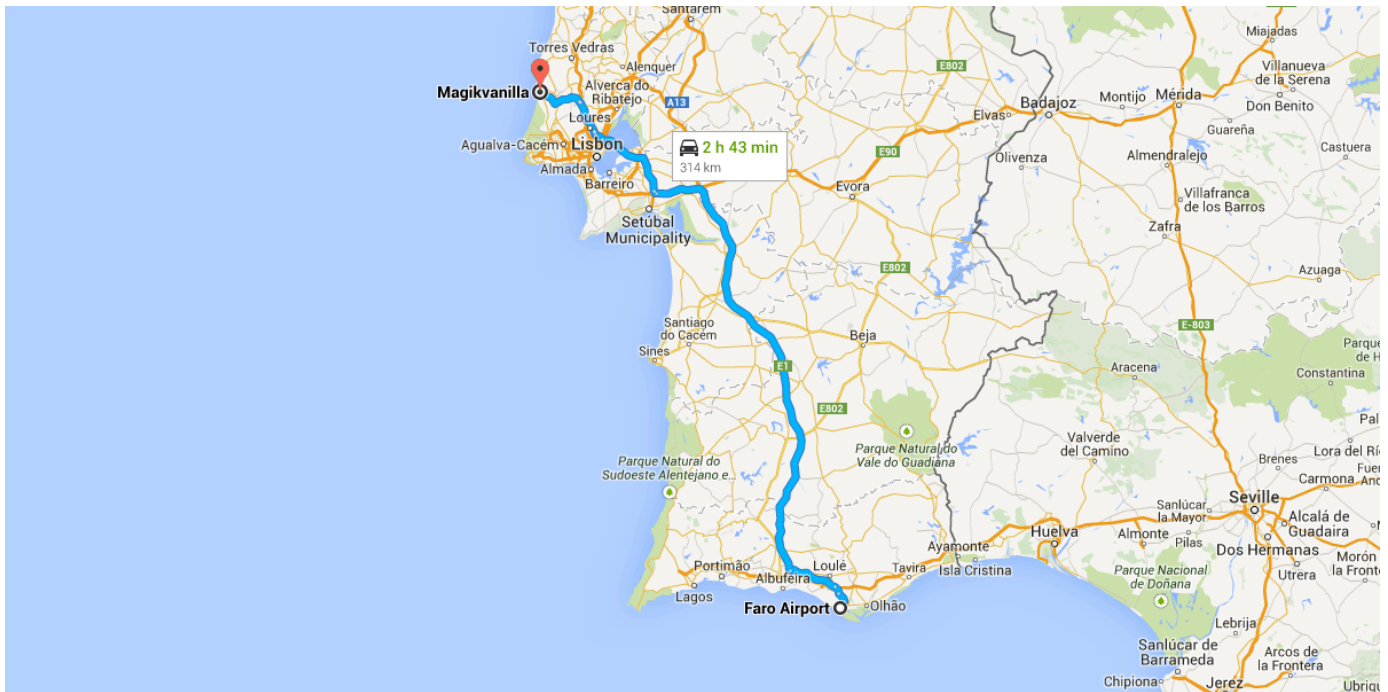 Santarem
Torres Vedras
Alenquer
Magikvanilla
Alverca do
Ribatejo
Loures
Agualva-Cacém
Lisbon
Almada
Barreiro
Setúbal
Municipality
A13
2 h 43 min
314 km
E802
E90
Elvas
Badajoz
Montijo
Mérida
Miajadas
Villanueva
de la Serena
Don Benito
Guareña
Castuera
Olivenza
Almendralejo
Villafranca
de los Barros
Zafra
Azuaga
Evora
E802
Santiago
do Cacém
Sines
Beja
E1
E802
E-803
Aracena
Constantina
Parque Natural do
Sudoeste Alentejano e...
Parque Natural do
Vale do Guadiana
Valverde
del Camino
Brenes
Lora del Rí
Carmona
Seville
Sanlúcar
la Mayor
Alcalá de
Guadaira
Huelva
Almonte
Pilas
Dos Hermanas
Utrera
Ayamonte
Isla Cristina
Parque Nacional
de Doñana
Portimão
Lagos
Albufeira
Loulé
Tavira
Faro Airport
Olhão
Lebrija
Sanlúcar de
Barrameda
Chipiona
Jerez
Arcos de
la Frontera